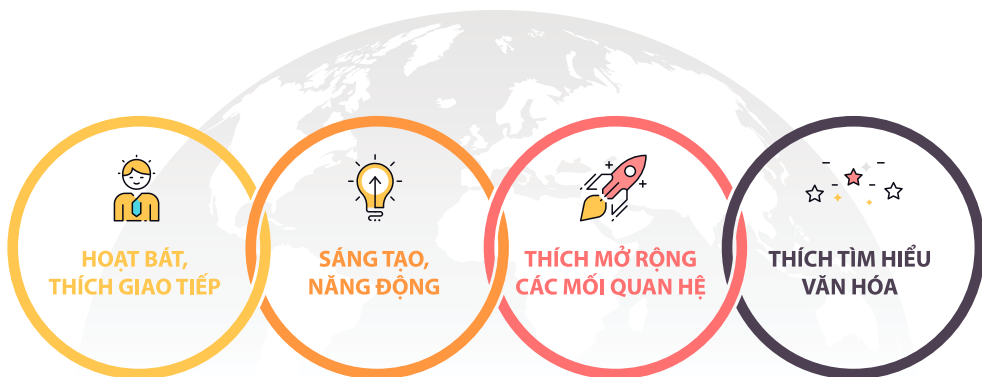 HOẠT BÁT,
THÍCH GIAO TIẾP
SÁNG TẠO,
NĂNG ĐỘNG
THÍCH MỞ RỘNG
CÁC MỐI QUAN HỆ
THÍCH TÌM HIỂU
VĂN HÓA